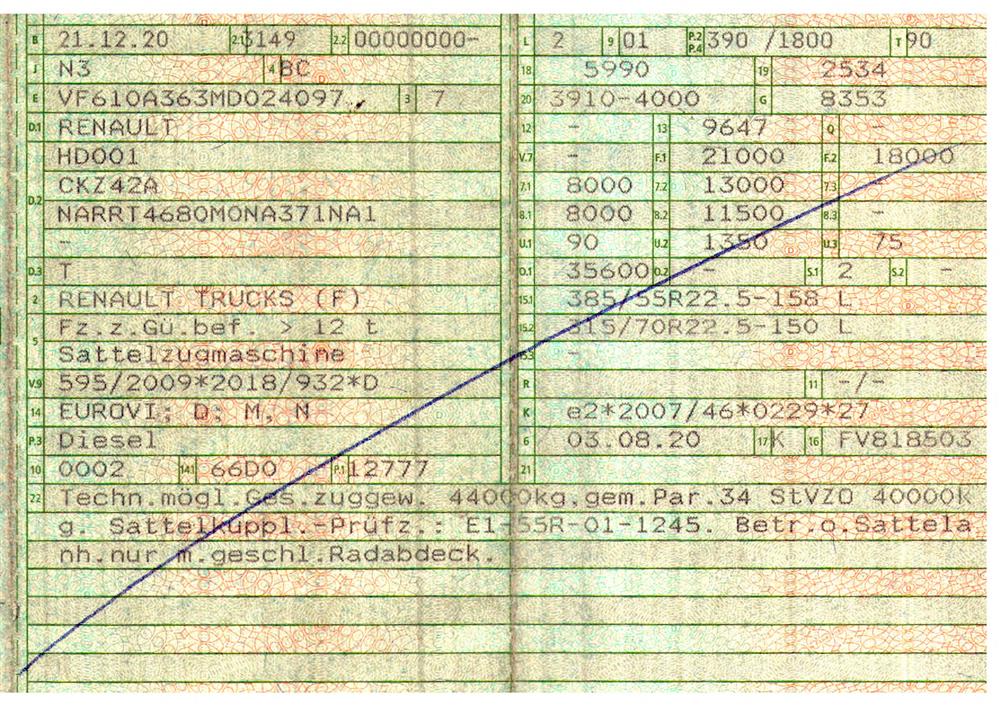 B 21.12.20 2.1 3149 2.2 00000000-
J N3 4 BC
E VF610A363MD024097 3 7
D.1 RENAULT
HD001
D.2 CKZ42A
NARRT4680MONA371NA1
-
D.3 T
2 RENAULT TRUCKS (F)
5 Fz.z.Gü.bef. > 12 t
Sattelzugmaschine
V.9 595/2009*2018/932*D
14 EUROVI; D; M, N
P.3 Diesel
10 0002 14.1 66D0 P.1 12777
L 2 9 01 P.2 P.4 390 /1800 T 90
18 5990 19 2534
20 3910-4000 G 8353
12 - 13 9647 Q -
V.7 - F.1 21000 F.2 18000
7.1 8000 7.2 13000 7.3 -
8.1 8000 8.2 11500 8.3 -
U.1 90 U.2 1350 U.3 75
O.1 35600 O.2 - S.1 2 S.2 -
15.1 385/55R22.5-158 L
15.2 315/70R22.5-150 L
15.3 -
R 11 -/-
K e2*2007/46*0229*27
6 03.08.20 17 K 16 FV818503
21
22 Techn.mögl.Ges.zuggew. 44000kg,gem.Par.34 StVZO 40000k
g. Sattelkuppl.-Prüfz.: E1-55R-01-1245. Betr.o.Sattela
nh.nur m.geschl.Radabdeck.